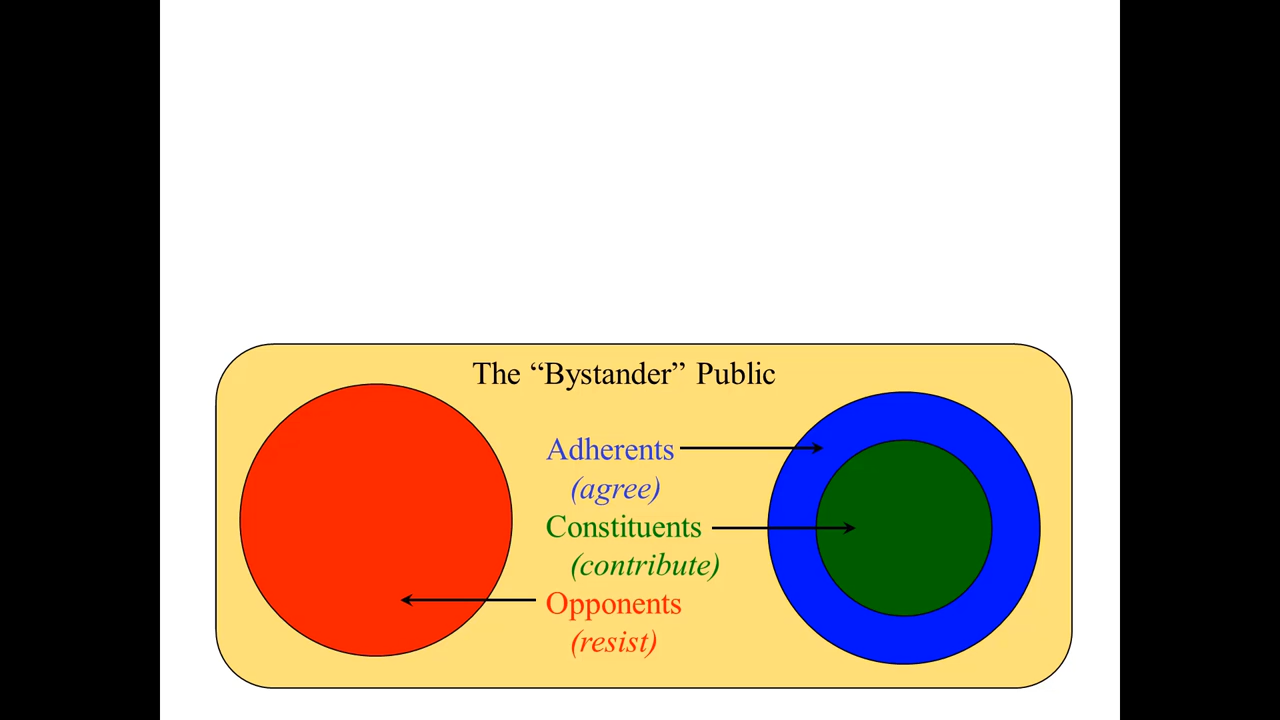 The “Bystander” Public
Adherents
(agree)
Constituents
(contribute)
Opponents
(resist)